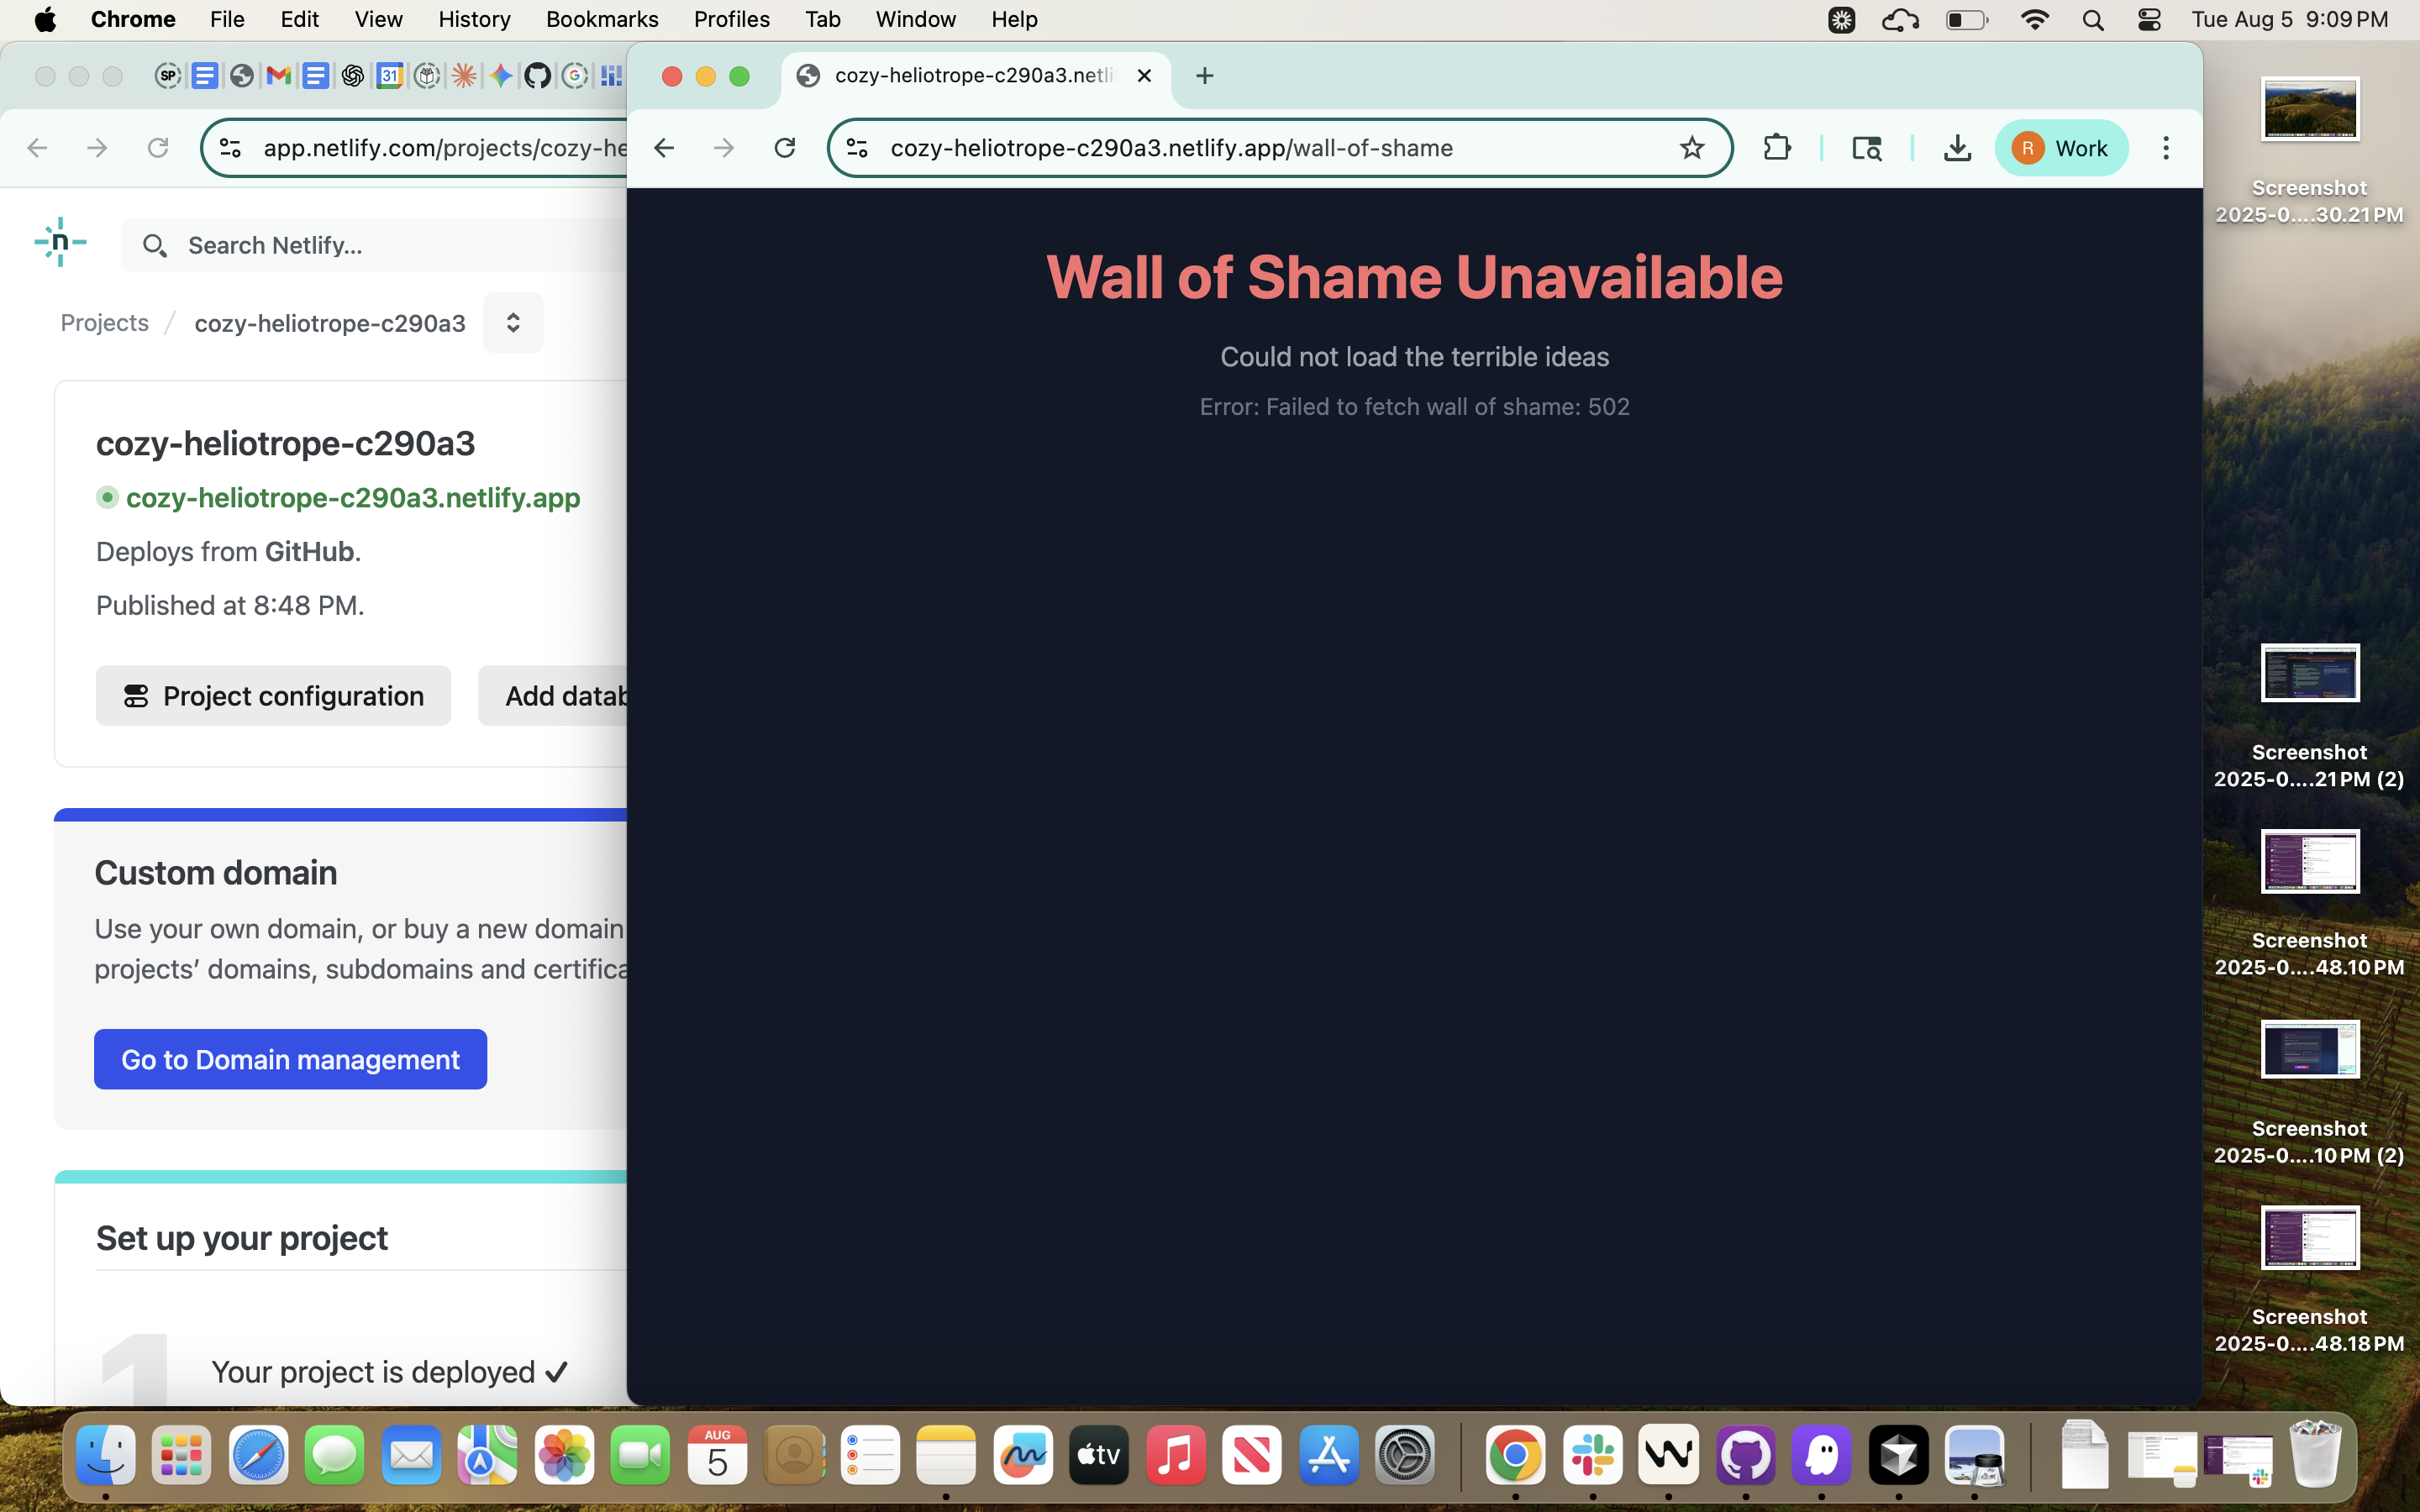 Chrome File Edit View History Bookmarks Profiles Tab Window Help
Tue Aug 5 9:09 PM
SP
31
app.netlify.com/projects/cozy-he
n
Search Netlify...
Projects / cozy-heliotrope-c290a3
cozy-heliotrope-c290a3
cozy-heliotrope-c290a3.netlify.app
Deploys from GitHub.
Published at 8:48 PM.
Project configuration
Add datab
Custom domain
Use your own domain, or buy a new domain
projects’ domains, subdomains and certifica
Go to Domain management
Set up your project
1
Your project is deployed ✓
cozy-heliotrope-c290a3.netli
cozy-heliotrope-c290a3.netlify.app/wall-of-shame
R Work
Wall of Shame Unavailable
Could not load the terrible ideas
Error: Failed to fetch wall of shame: 502
Screenshot
2025-0....30.21 PM
Screenshot
2025-0....21 PM (2)
Screenshot
2025-0....48.10 PM
Screenshot
2025-0....10 PM (2)
Screenshot
2025-0....48.18 PM
AUG
5
tv